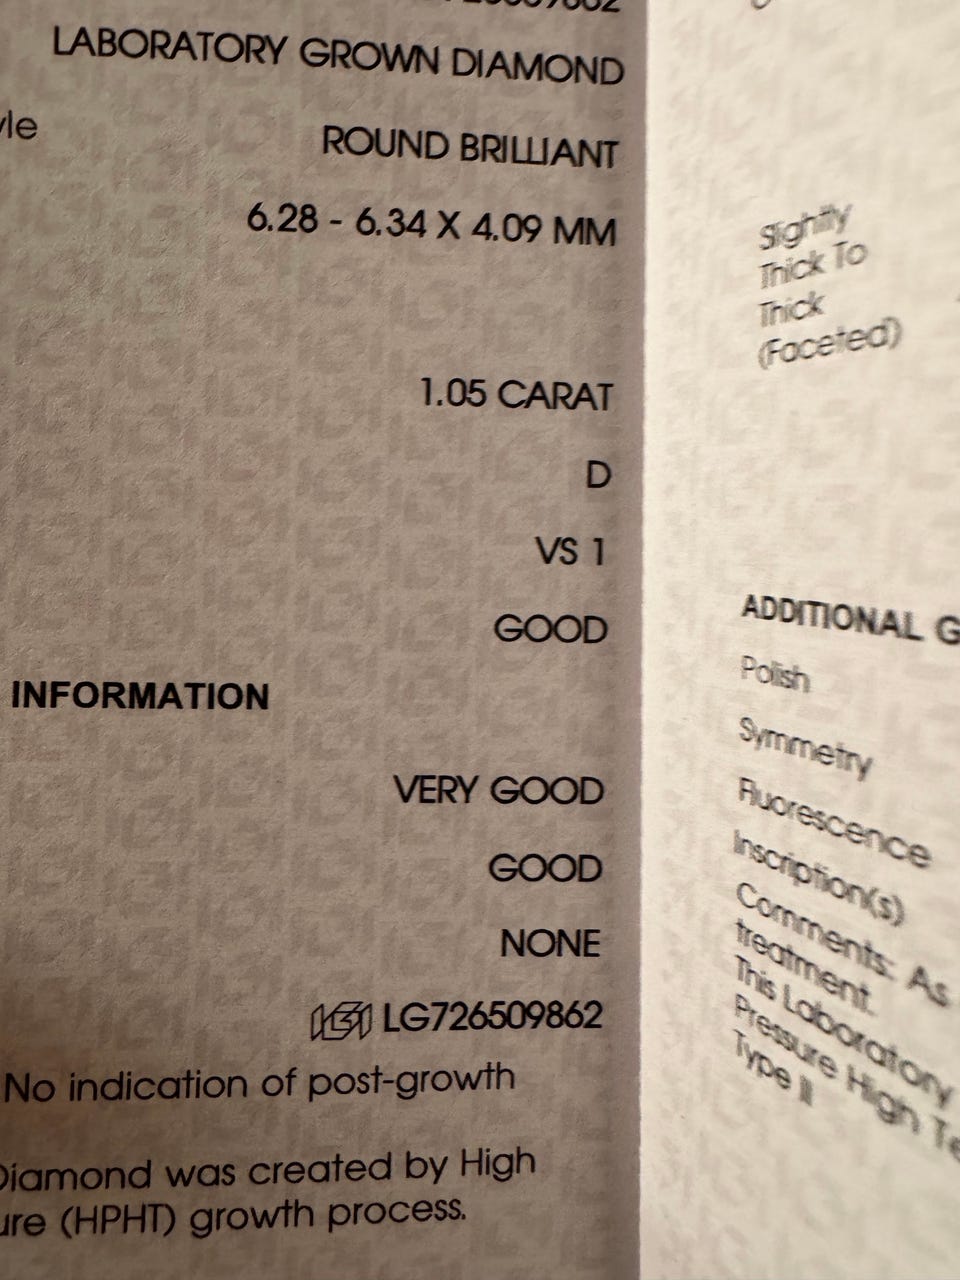 LABORATORY GROWN DIAMOND
ROUND BRILLIANT
6.28 - 6.34 X 4.09 MM
1.05 CARAT
D
VS 1
GOOD
INFORMATION
VERY GOOD
GOOD
NONE
IGI LG726509862
No indication of post-growth
Diamond was created by High
ure (HPHT) growth process.
Slightly
Thick To
Thick
(Faceted)
ADDITIONAL G
Polish
Symmetry
Fluorescence
Inscription(s)
Comments: As
treatment.
This Laboratory
Pressure High Te
Type II